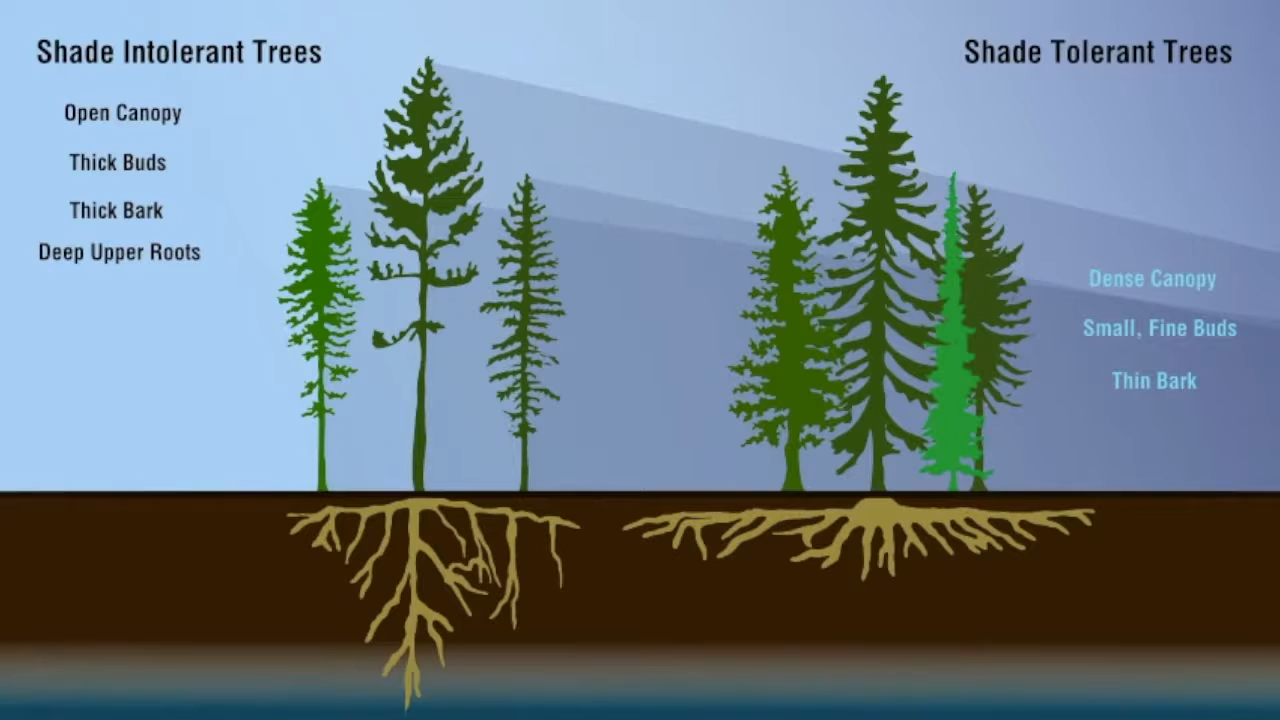 Shade Intolerant Trees
Open Canopy
Thick Buds
Thick Bark
Deep Upper Roots
Shade Tolerant Trees
Dense Canopy
Small, Fine Buds
Thin Bark